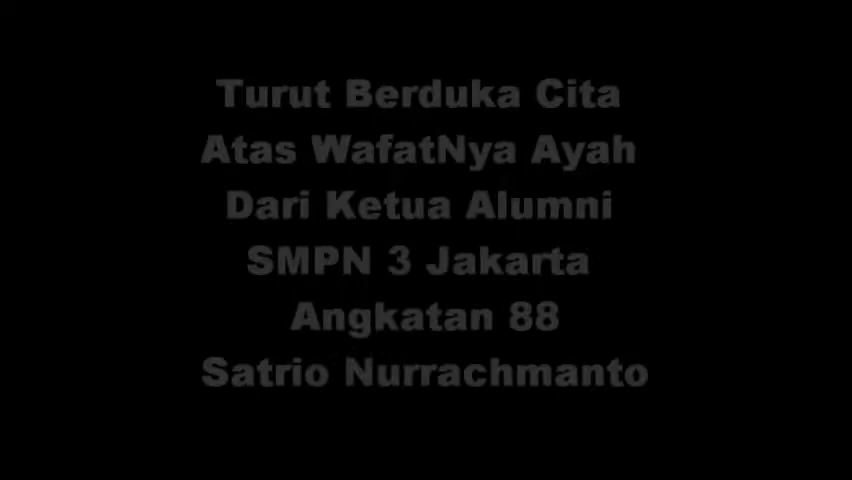 Turut Berduka Cita
Atas WafatNya Ayah
Dari Ketua Alumni
SMPN 3 Jakarta
Angkatan 88
Satrio Nurrachmanto